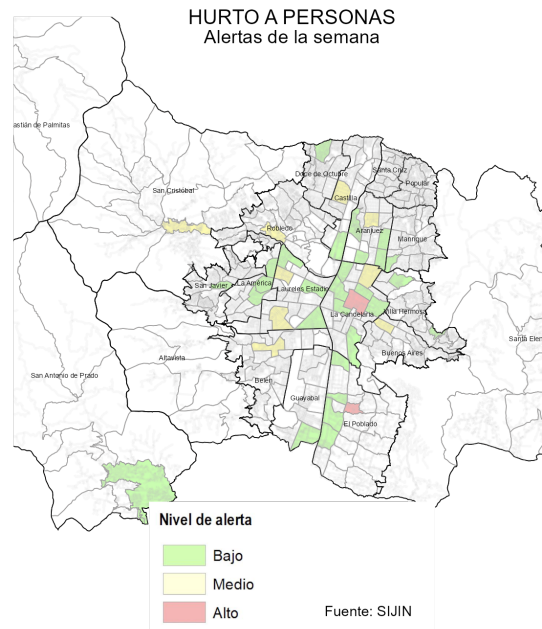 HURTO A PERSONAS
Alertas de la semana
astián de Palmitas
San Cristóbal
Doce de Octubre
Santa Cruz
Popular
Castilla
Robledo
Aranjuez
Manrique
San Javier
La América
Laureles Estadio
La Candelaria
Villa Hermosa
Santa Elen
Altavista
Buenos Aires
San Antonio de Prado
Belén
Guayabal
El Poblado
Nivel de alerta
Bajo
Medio
Alto
Fuente: SIJIN